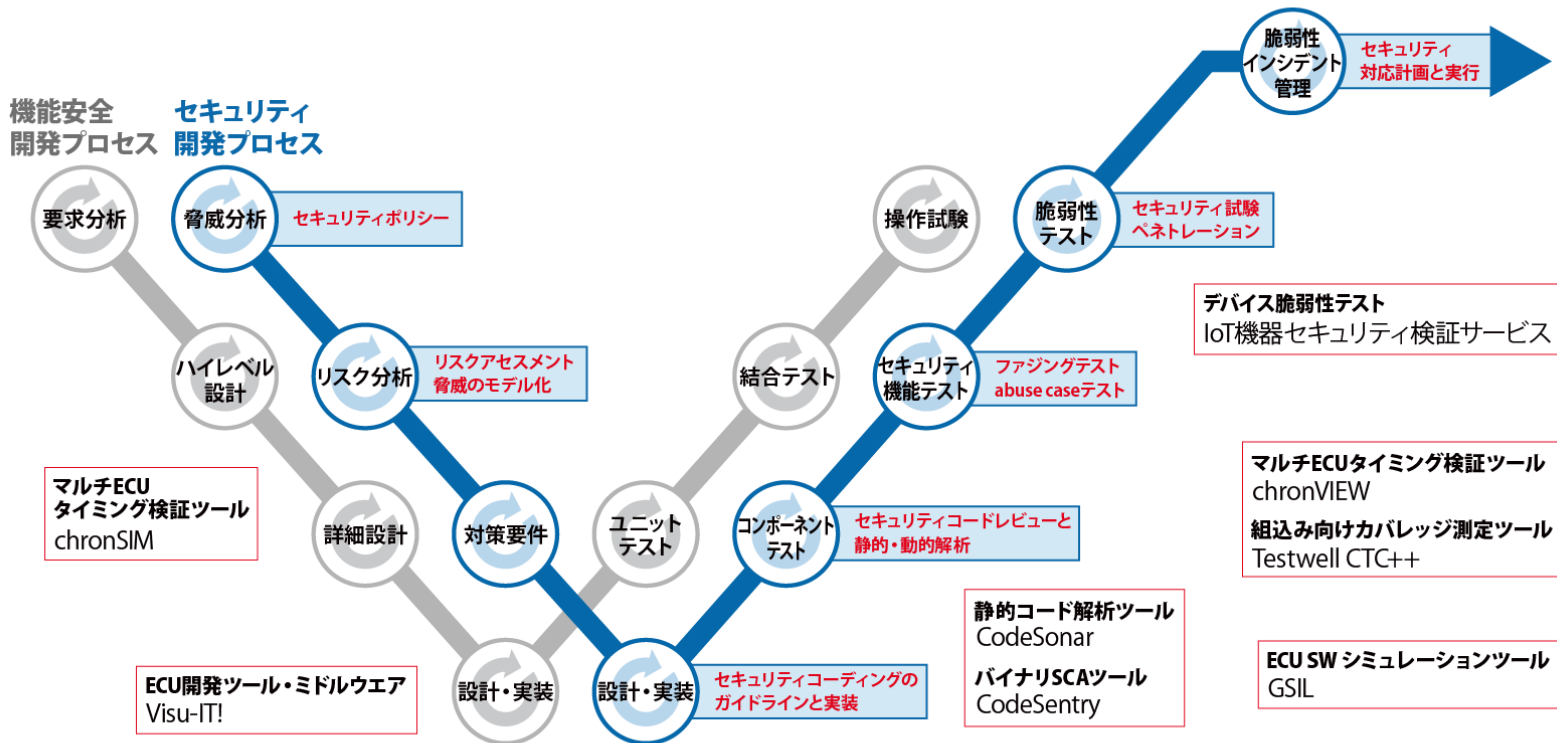 脆弱性
インシデント
管理
セキュリティ
対応計画と実行
機能安全
開発プロセス
セキュリティ
開発プロセス
要求分析
脅威分析
セキュリティポリシー
操作試験
脆弱性
テスト
セキュリティ試験
ペネトレーション
デバイス脆弱性テスト
IoT機器セキュリティ検証サービス
ハイレベル
設計
リスク分析
リスクアセスメント
脅威のモデル化
結合テスト
セキュリティ
機能テスト
ファジングテスト
abuse caseテスト
マルチECU
タイミング検証ツール
chronSIM
詳細設計
対策要件
ユニット
テスト
コンポーネント
テスト
セキュリティコードレビューと
静的・動的解析
マルチECUタイミング検証ツール
chronVIEW
組込み向けカバレッジ測定ツール
Testwell CTC++
ECU開発ツール・ミドルウエア
Visu-IT!
設計・実装
設計・実装
セキュリティコーディングの
ガイドラインと実装
静的コード解析ツール
CodeSonar
バイナリSCAツール
CodeSentry
ECU SW シミュレーションツール
GSIL